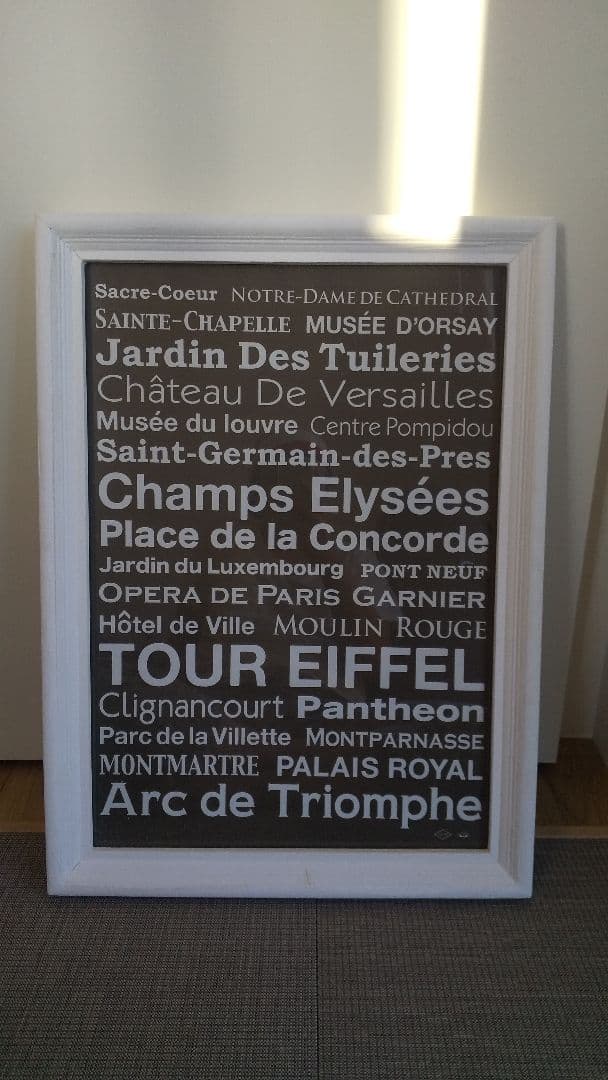 Sacre-Coeur NOTRE-DAME DE CATHEDRAL
SAINTE-CHAPELLE MUSÉE D'ORSAY
Jardin Des Tuileries
Château De Versailles
Musée du louvre Centre Pompidou
Saint-Germain-des-Pres
Champs Elysées
Place de la Concorde
Jardin du Luxembourg PONT NEUF
OPERA DE PARIS GARNIER
Hôtel de Ville MOULIN ROUGE
TOUR EIFFEL
Clignancourt Pantheon
Parc de la Villette MONTPARNASSE
MONTMARTRE PALAIS ROYAL
Arc de Triomphe